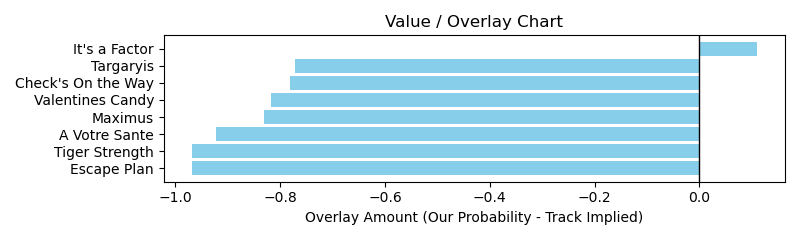 Value / Overlay Chart
It's a Factor
Targaryis
Check's On the Way
Valentines Candy
Maximus
A Votre Sante
Tiger Strength
Escape Plan
−1.0 −0.8 −0.6 −0.4 −0.2 0.0
Overlay Amount (Our Probability - Track Implied)